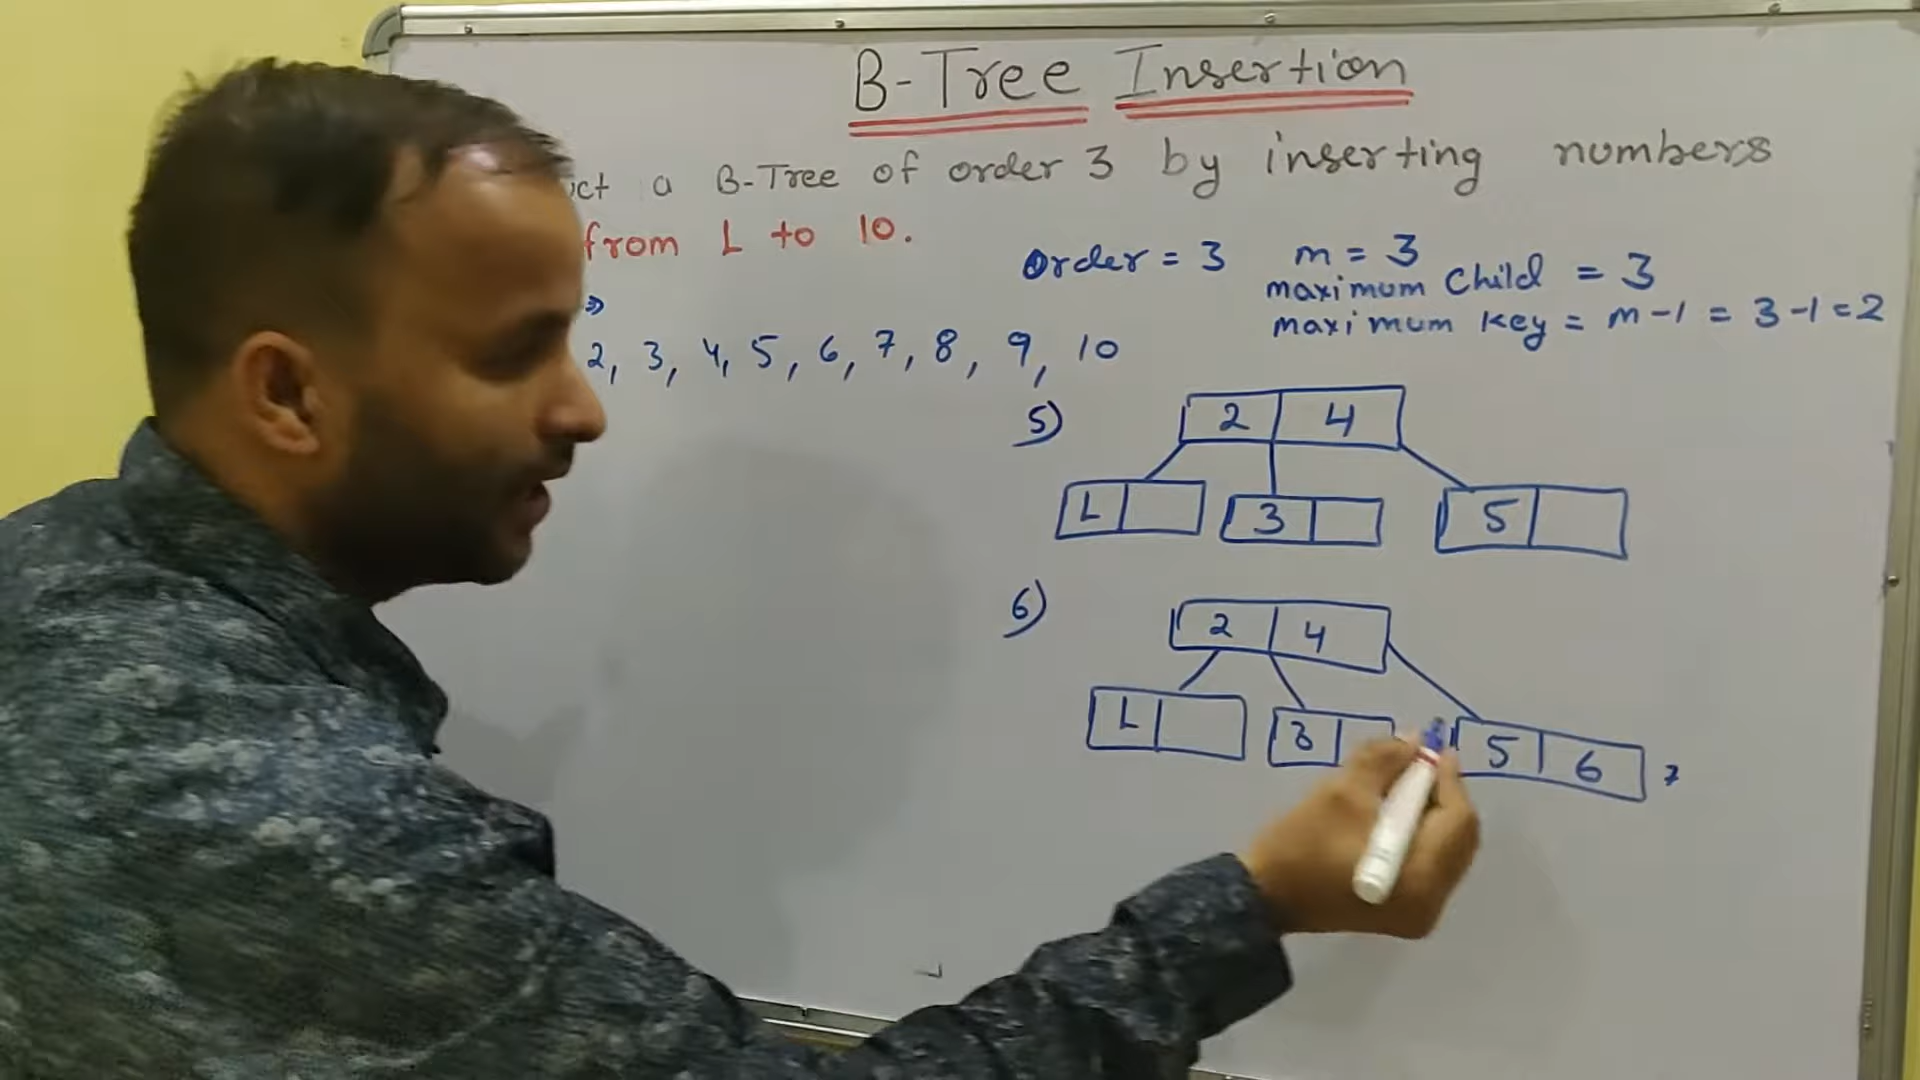 B-Tree Insertion
a B-Tree of order 3 by inserting numbers
from 1 to 10.
order = 3 m = 3
maximum child = 3
maximum key = m-1 = 3-1=2
2, 3, 4, 5, 6, 7, 8, 9, 10
5) 2 4
1 3 5
6) 2 4
1 3 5 6 7